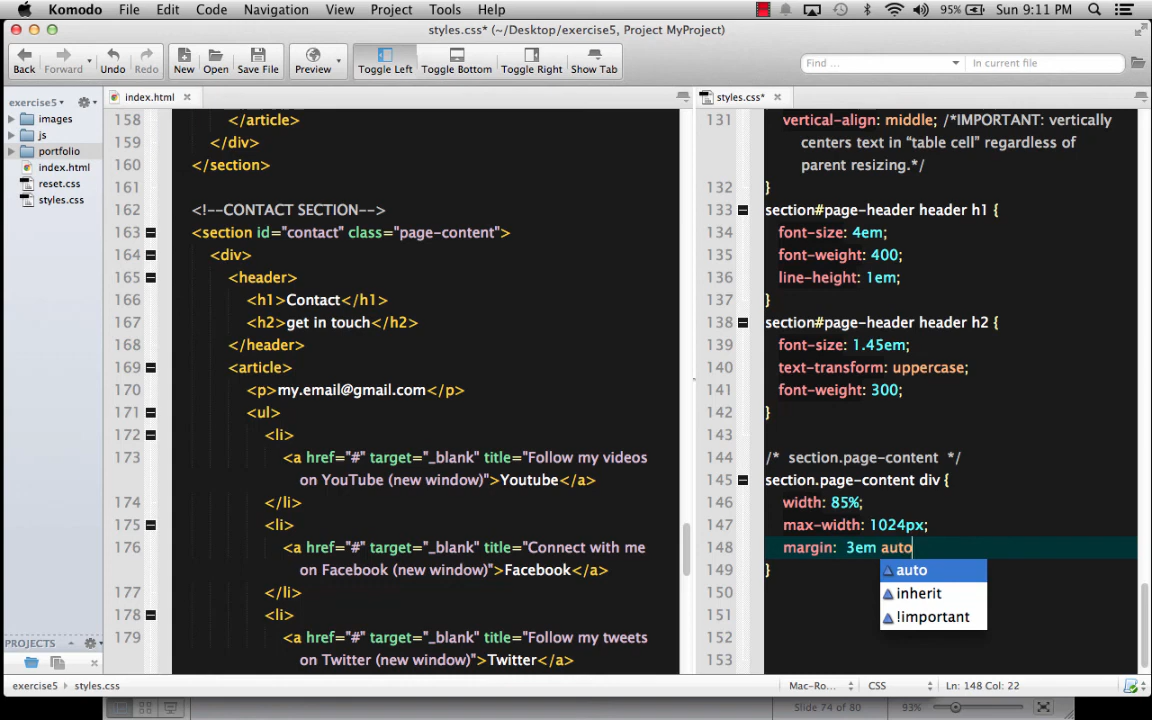 Komodo File Edit Code Navigation View Project Tools Help 95% Sun 9:11 PM
styles.css* (~/Desktop/exercise5, Project MyProject)
Back Forward Undo Redo New Open Save File Preview Toggle Left Toggle Bottom Toggle Right Show Tab Find ... In current file
exercise5
images
js
portfolio
index.html
reset.css
styles.css
PROJECTS
index.html
158 </article>
159 </div>
160 </section>
161
162 <!--CONTACT SECTION-->
163 <section id="contact" class="page-content">
164 <div>
165 <header>
166 <h1>Contact</h1>
167 <h2>get in touch</h2>
168 </header>
169 <article>
170 <p>my.email@gmail.com</p>
171 <ul>
172 <li>
173 <a href="#" target="_blank" title="Follow my videos
on YouTube (new window)">Youtube</a>
174 </li>
175 <li>
176 <a href="#" target="_blank" title="Connect with me
on Facebook (new window)">Facebook</a>
177 </li>
178 <li>
179 <a href="#" target="_blank" title="Follow my tweets
on Twitter (new window)">Twitter</a>
styles.css*
131 vertical-align: middle; /*IMPORTANT: vertically
centers text in “table cell” regardless of
parent resizing.*/
132 }
133 section#page-header header h1 {
134 font-size: 4em;
135 font-weight: 400;
136 line-height: 1em;
137 }
138 section#page-header header h2 {
139 font-size: 1.45em;
140 text-transform: uppercase;
141 font-weight: 300;
142 }
143
144 /* section.page-content */
145 section.page-content div {
146 width: 85%;
147 max-width: 1024px;
148 margin: 3em auto
149 }
auto
150 inherit
151 !important
152
153
index.html
exercise5 styles.css Mac-Ro... CSS Ln: 148 Col: 22
Slide 74 of 80 93%